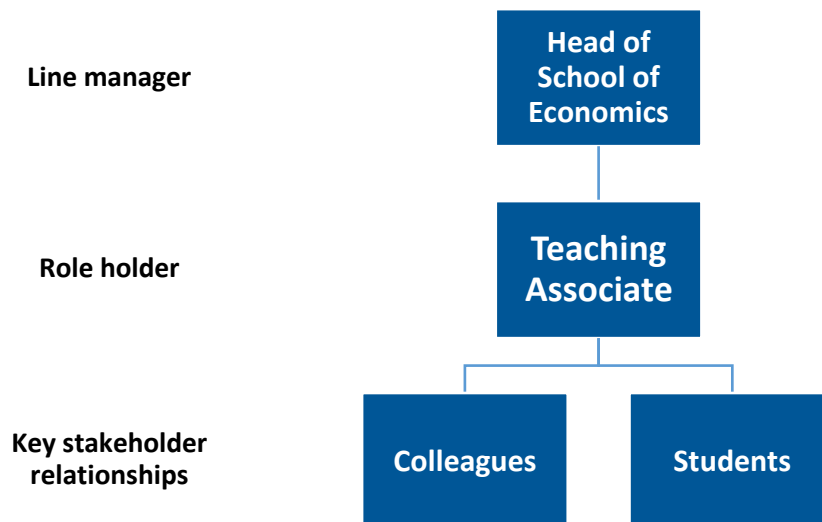 Line manager
Head of
School of
Economics
Role holder
Teaching
Associate
Key stakeholder
relationships
Colleagues
Students